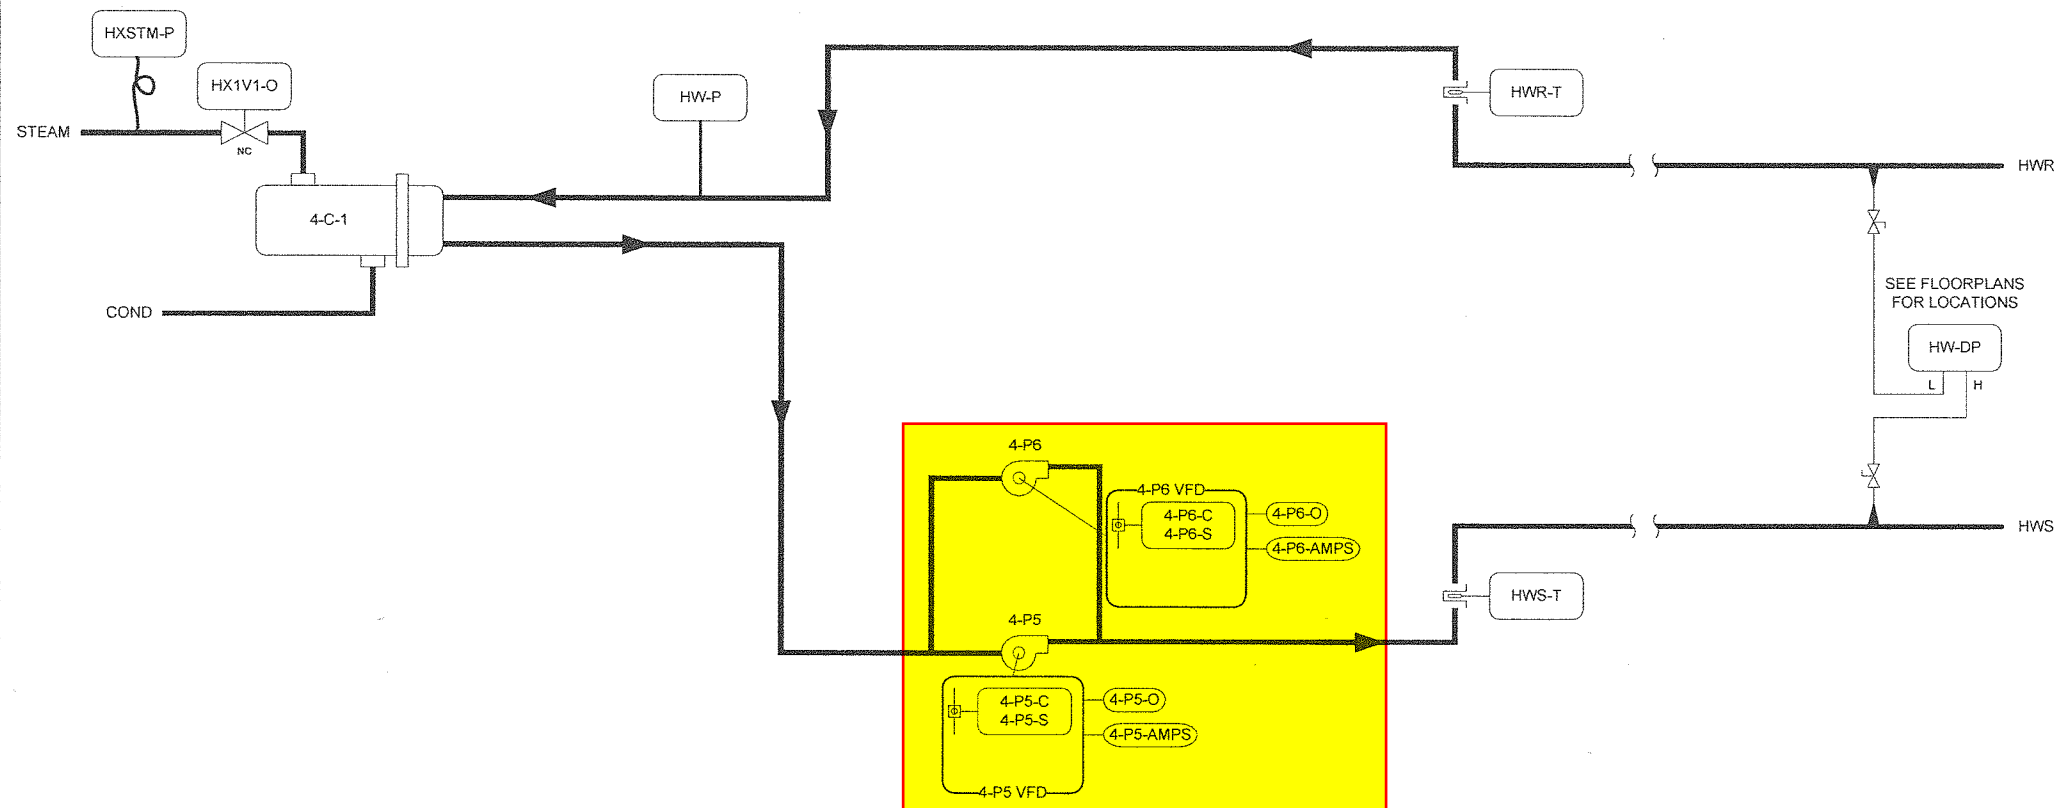 HXSTM-P
HX1V1-O
STEAM
NC
HW-P
HWR-T
HWR
4-C-1
COND
SEE FLOORPLANS
FOR LOCATIONS
HW-DP
L
H
4-P6
4-P6 VFD
4-P6-C
4-P6-S
4-P6-O
4-P6-AMPS
HWS
HWS-T
4-P5
4-P5-C
4-P5-S
4-P5-O
4-P5-AMPS
4-P5 VFD